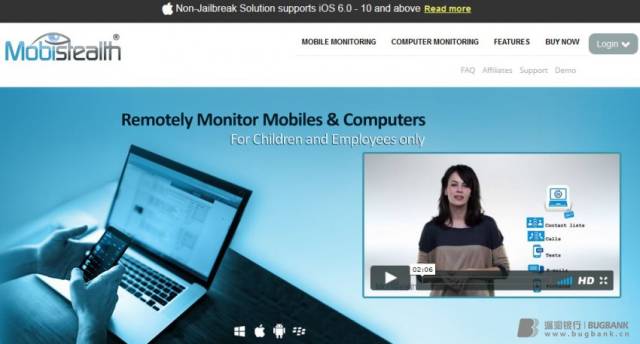 Non-Jailbreak Solution supports iOS 6.0 - 10 and above Read more
Mobistealth®
MOBILE MONITORING COMPUTER MONITORING FEATURES BUY NOW Login
FAQ Affiliates Support Demo
Remotely Monitor Mobiles & Computers
For Children and Employees only
Contact lists
Calls
Texts
02:06
HD
漏洞银行 | BUGBANK
www.bugbank.cn